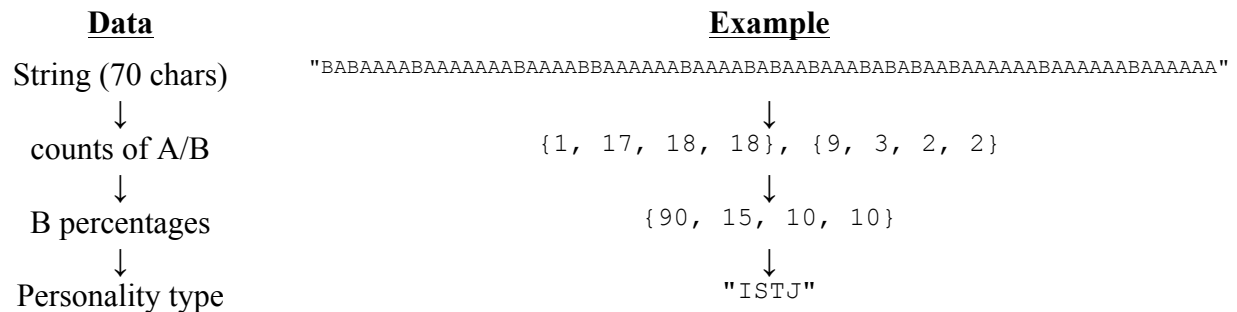 Data Example
String (70 chars) "BABAAAABAAAAAAABAAAABBAAAAAABAAAABABAABAAABABABAABAAAAAABAAAAAABAAAAAA"
↓ ↓
counts of A/B {1, 17, 18, 18}, {9, 3, 2, 2}
↓ ↓
B percentages {90, 15, 10, 10}
↓ ↓
Personality type "ISTJ"